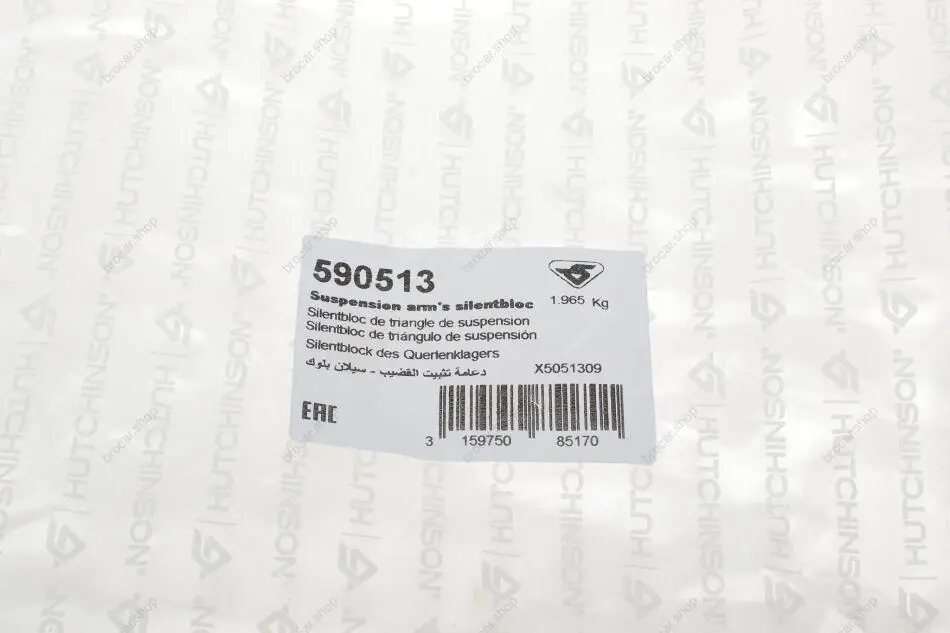 590513
Suspension arm's silentbloc
1.965 Kg
Silentbloc de triangle de suspension
Silentbloc de triángulo de suspensión
Silentblock des Querlenklagers
دعامة تثبيت القضيب - سيلان بلوك
X5051309
EAC
3 159750 85170
HUTCHINSON
brocar.shop